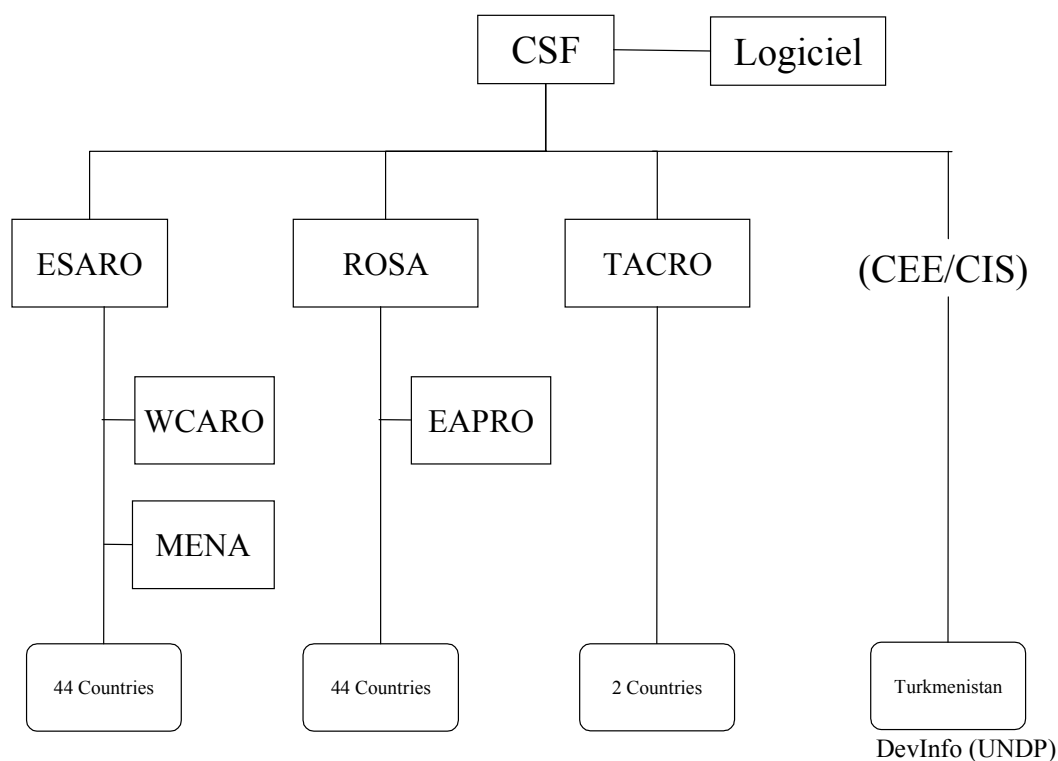 CSF
Logiciel
ESARO
ROSA
TACRO
(CEE/CIS)
WCARO
EAPRO
MENA
44 Countries
44 Countries
2 Countries
Turkmenistan
DevInfo (UNDP)